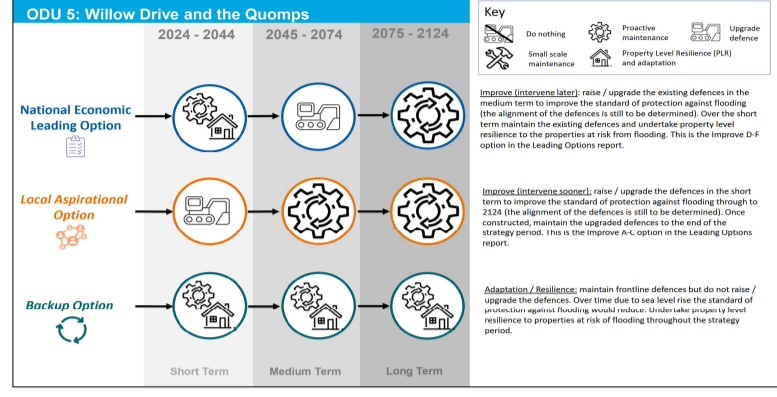 ODU 5: Willow Drive and the Quomps
2024 - 2044
2045 - 2074
2075 - 2124
National Economic
Leading Option
Local Aspirational
Option
Backup Option
Short Term
Medium Term
Long Term
Key
Do nothing
Proactive
maintenance
Upgrade
defence
Small scale
maintenance
Property Level Resilience (PLR)
and adaptation
Improve (intervene later): raise / upgrade the existing defences in the
medium term to improve the standard of protection against flooding
(the alignment of the defences is still to be determined). Over the short
term maintain the existing defences and undertake property level
resilience to the properties at risk from flooding. This is the Improve D-F
option in the Leading Options report.
Improve (intervene sooner): raise / upgrade the defences in the short
term to improve the standard of protection against flooding through to
2124 (the alignment of the defences is still to be determined). Once
constructed, maintain the upgraded defences to the end of the
strategy period. This is the Improve A-C option in the Leading Options
report.
Adaptation / Resilience: maintain frontline defences but do not raise /
upgrade the defences. Over time due to sea level rise the standard of
protection against flooding would reduce. Undertake property level
resilience to properties at risk of flooding throughout the strategy
period.